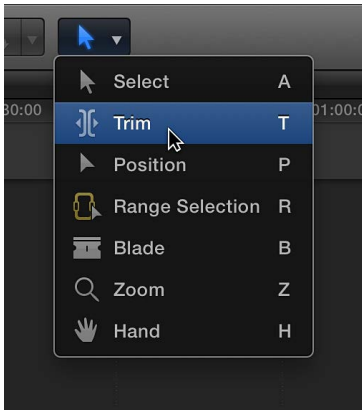 Select A
30:00 Trim T 01:00:0
Position P
Range Selection R
Blade B
Zoom Z
Hand H